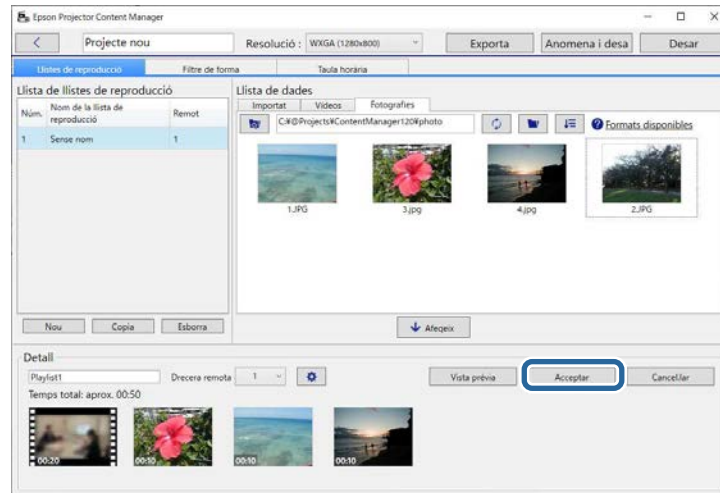 Epson Projector Content Manager
Projecte nou
Resolució : WXGA (1280x800)
Exporta
Anomena i desa
Desar
Llistes de reproducció
Filtre de forma
Taula horària
Llista de llistes de reproducció
Núm.
Nom de la llista de reproducció
Remot
1
Sense nom
1
Nou
Copia
Esborra
Llista de dades
Importat
Vídeos
Fotografies
C:¥@Projects¥ContentManager120¥photo
Formats disponibles
1.JPG
3.jpg
4.jpg
2.JPG
Afegeix
Detall
Playlist1
Drecera remota
1
Vista prèvia
Acceptar
Cancel·lar
Temps total: aprox. 00:50
00:20
00:10
00:10
00:10